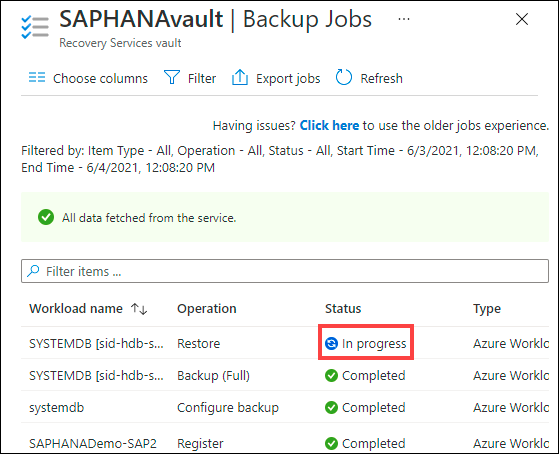 SAPHANAvault | Backup Jobs ...
Recovery Services vault
Choose columns Filter Export jobs Refresh
Having issues? Click here to use the older jobs experience.
Filtered by: Item Type - All, Operation - All, Status - All, Start Time - 6/3/2021, 12:08:20 PM,
End Time - 6/4/2021, 12:08:20 PM
All data fetched from the service.
Filter items ...
Workload name Operation Status Type
SYSTEMDB [sid-hdb-s... Restore In progress Azure Worklo
SYSTEMDB [sid-hdb-s... Backup (Full) Completed Azure Worklo
systemdb Configure backup Completed Azure Worklo
SAPHANADemo-SAP2 Register Completed Azure Worklo